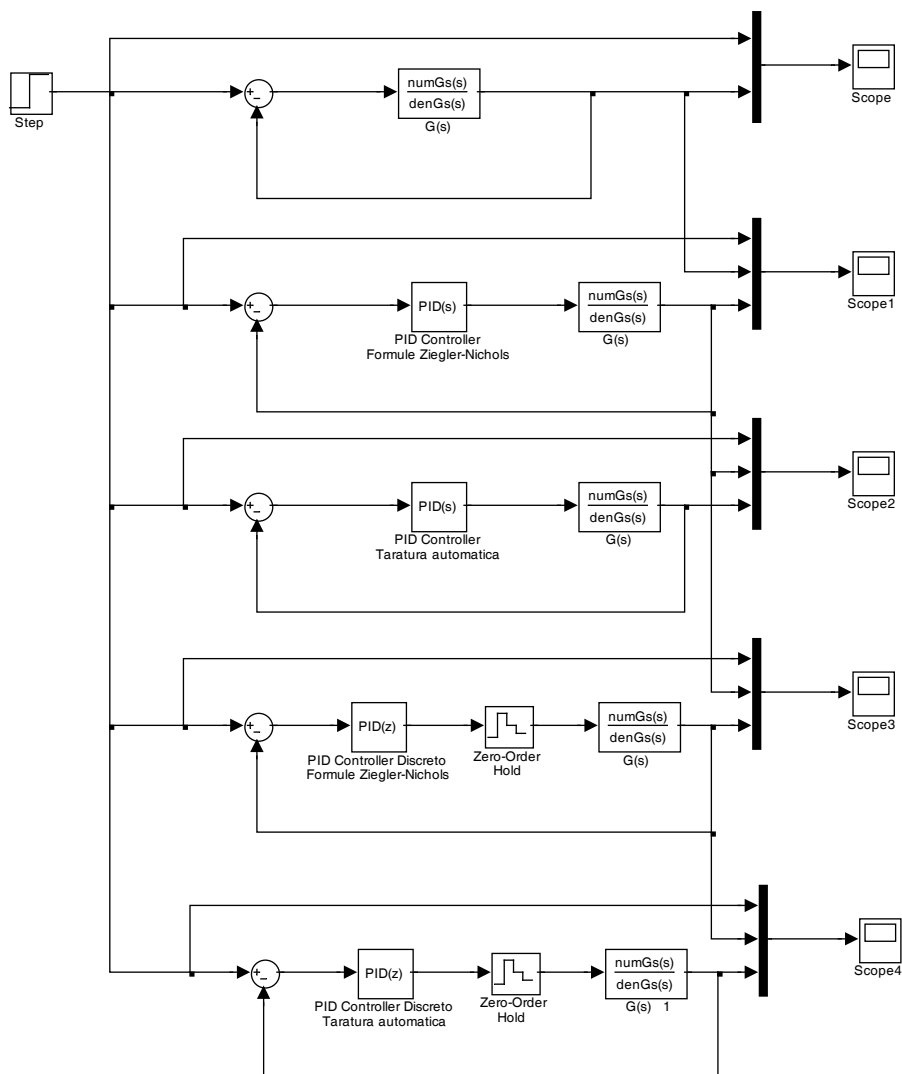 Step
+
−
numGs(s)
denGs(s)
G(s)
Scope
+
−
PID(s)
PID Controller
Formule Ziegler-Nichols
numGs(s)
denGs(s)
G(s)
Scope1
+
−
PID(s)
PID Controller
Taratura automatica
numGs(s)
denGs(s)
G(s)
Scope2
+
−
PID(z)
PID Controller Discreto
Formule Ziegler-Nichols
Zero-Order
Hold
numGs(s)
denGs(s)
G(s)
Scope3
+
−
PID(z)
PID Controller Discreto
Taratura automatica
Zero-Order
Hold
numGs(s)
denGs(s)
G(s) 1
Scope4